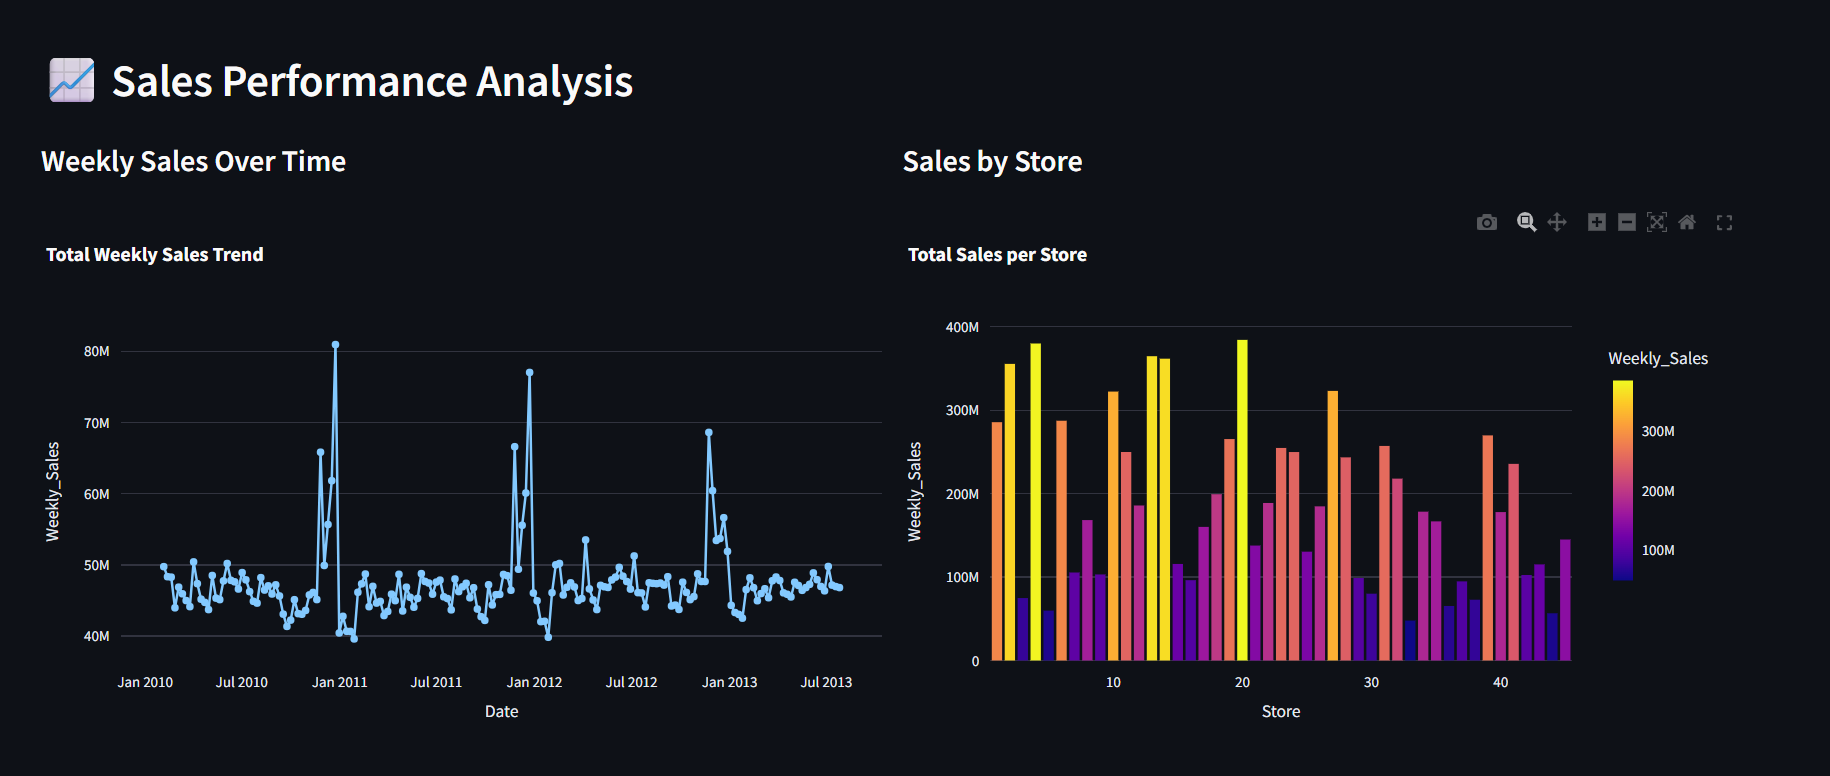 📈 Sales Performance Analysis
Weekly Sales Over Time
Total Weekly Sales Trend
80M
70M
60M
50M
40M
Weekly_Sales
Jan 2010 Jul 2010 Jan 2011 Jul 2011 Jan 2012 Jul 2012 Jan 2013 Jul 2013
Date
Sales by Store
Total Sales per Store
400M
300M
200M
100M
0
Weekly_Sales
10 20 30 40
Store
Weekly_Sales
300M
200M
100M